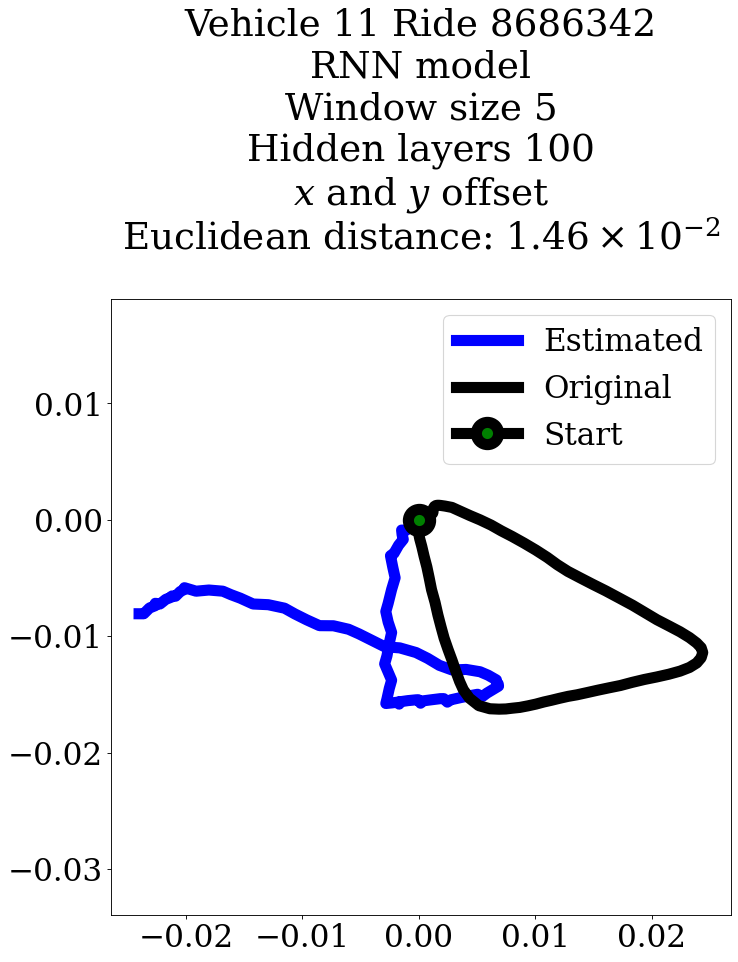 Vehicle 11 Ride 8686342
RNN model
Window size 5
Hidden layers 100
x and y offset
Euclidean distance: 1.46 × 10⁻²
Estimated
Original
Start
0.01
0.00
−0.01
−0.02
−0.03
−0.02 −0.01 0.00 0.01 0.02